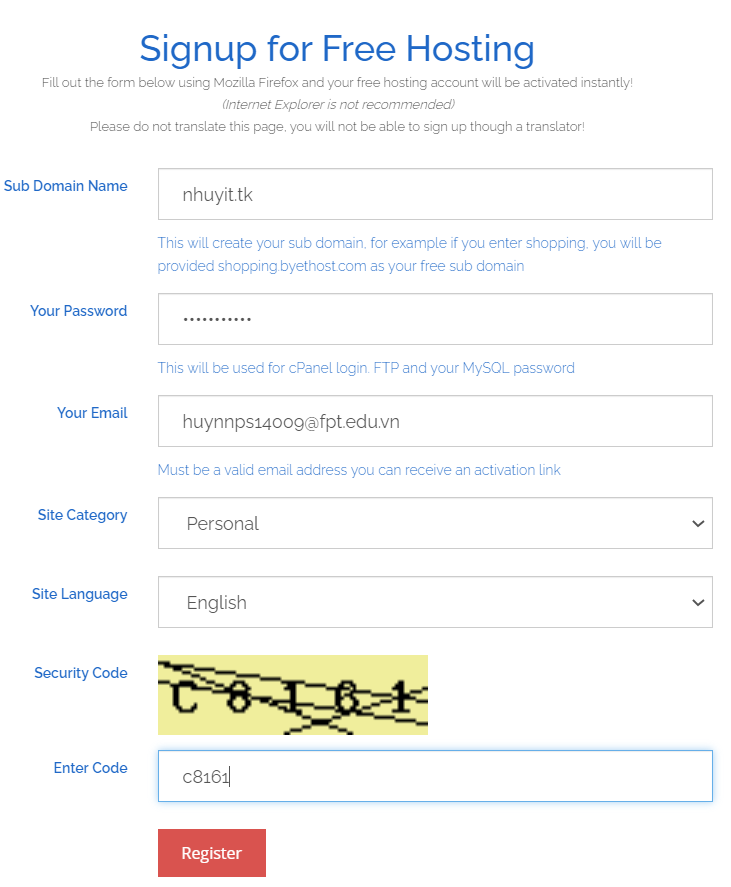 Signup for Free Hosting
Fill out the form below using Mozilla Firefox and your free hosting account will be activated instantly!
(Internet Explorer is not recommended)
Please do not translate this page, you will not be able to sign up though a translator!
Sub Domain Name
nhuyit.tk
This will create your sub domain, for example if you enter shopping, you will be
provided shopping.byethost.com as your free sub domain
Your Password
•••••••••••
This will be used for cPanel login. FTP and your MySQL password
Your Email
huynnps14009@fpt.edu.vn
Must be a valid email address you can receive an activation link
Site Category
Personal
Site Language
English
Security Code
C8161
Enter Code
c8161
Register